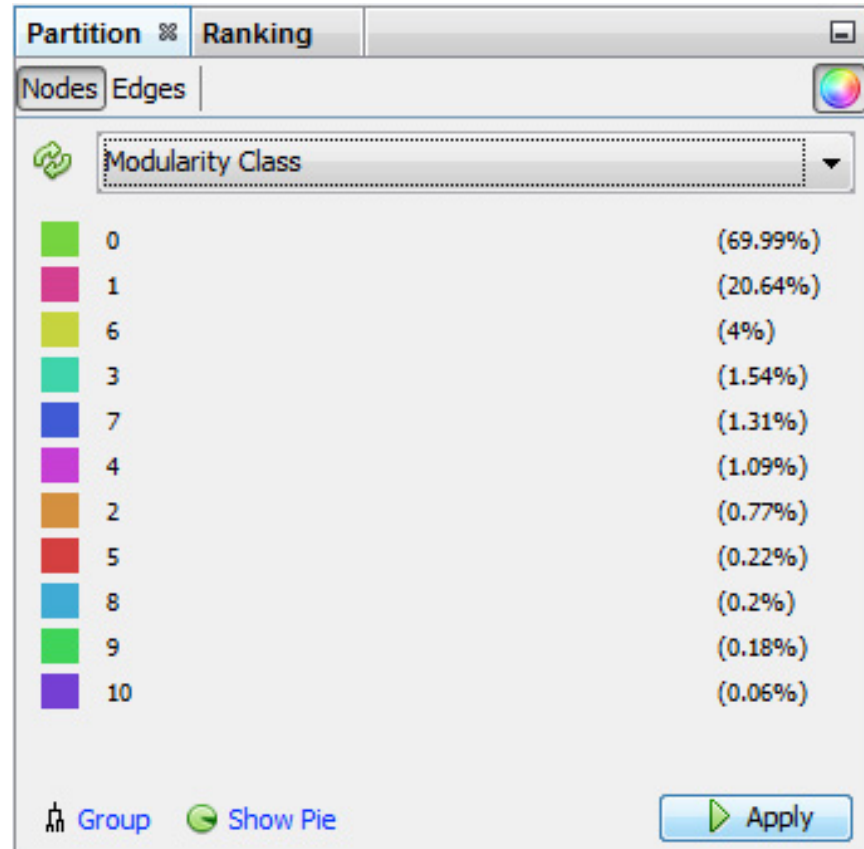 Partition Ranking
Nodes Edges
Modularity Class
0 (69.99%)
1 (20.64%)
6 (4%)
3 (1.54%)
7 (1.31%)
4 (1.09%)
2 (0.77%)
5 (0.22%)
8 (0.2%)
9 (0.18%)
10 (0.06%)
Group Show Pie Apply